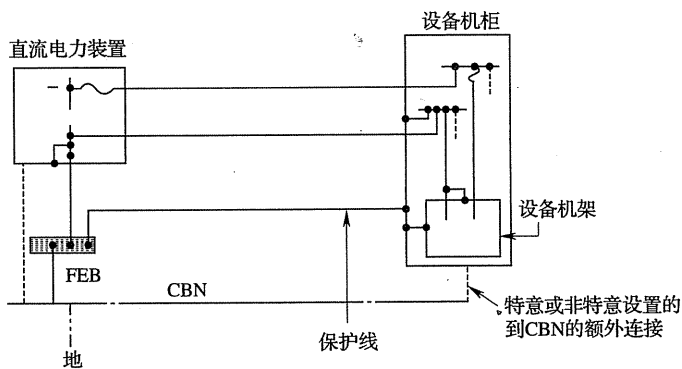 设备机柜
直流电力装置
设备机架
FEB
CBN
特意或非特意设置的
到CBN的额外连接
保护线
地